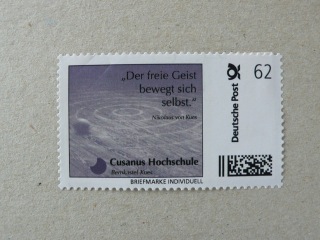 „Der freie Geist
bewegt sich
selbst.“
Nikolaus von Kues
Cusanus Hochschule
Bernkastel-Kues
BRIEFMARKE INDIVIDUELL
Deutsche Post
62